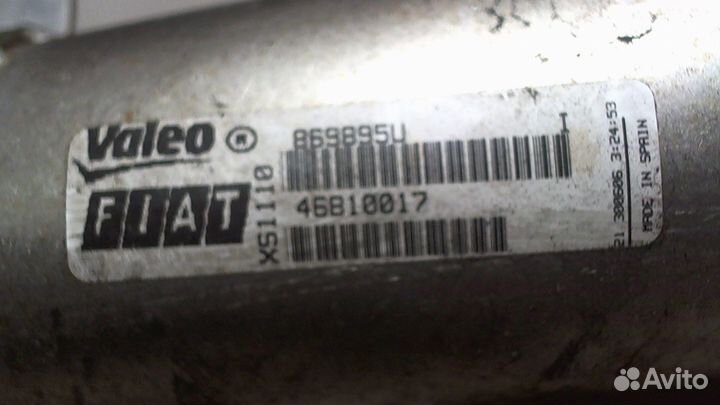 Valeo ®
869895U
FIAT
XS1110
46810017
21 300606 3:24:53
MADE IN SPAIN
Avito